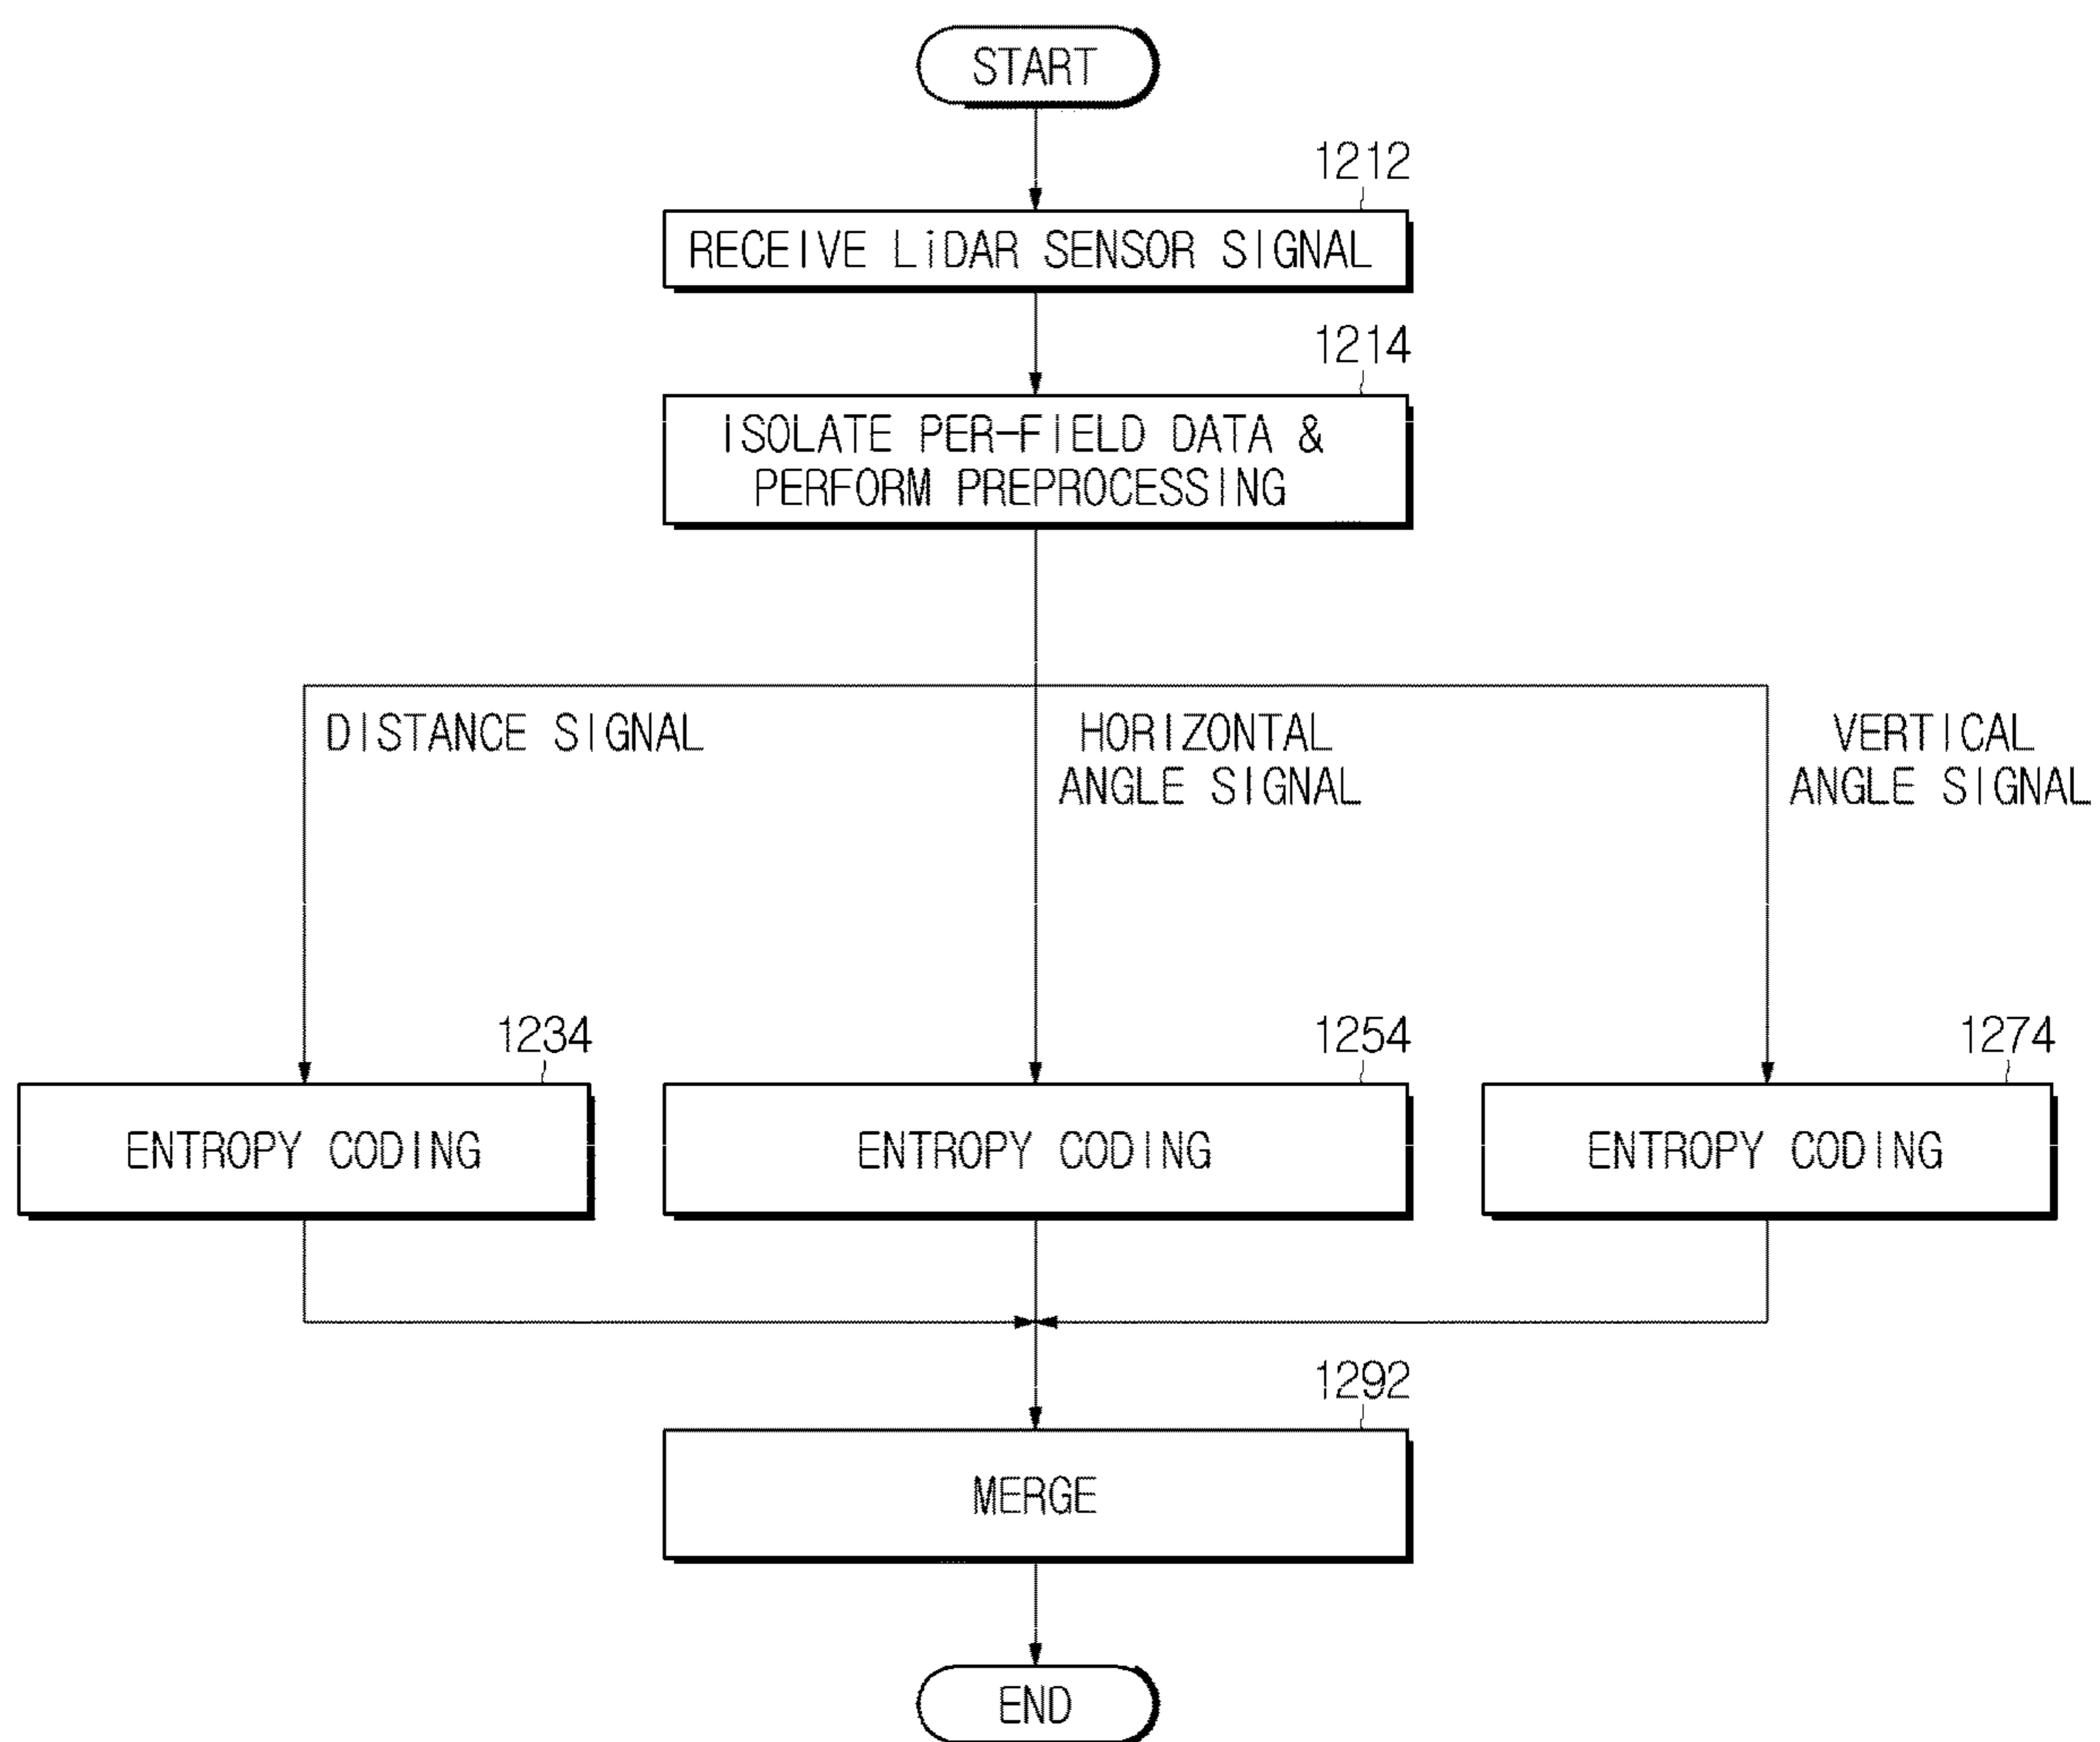 START
1212
RECEIVE LiDAR SENSOR SIGNAL
1214
ISOLATE PER-FIELD DATA &
PERFORM PREPROCESSING
DISTANCE SIGNAL
HORIZONTAL
ANGLE SIGNAL
VERTICAL
ANGLE SIGNAL
1234
ENTROPY CODING
1254
ENTROPY CODING
1274
ENTROPY CODING
1292
MERGE
END